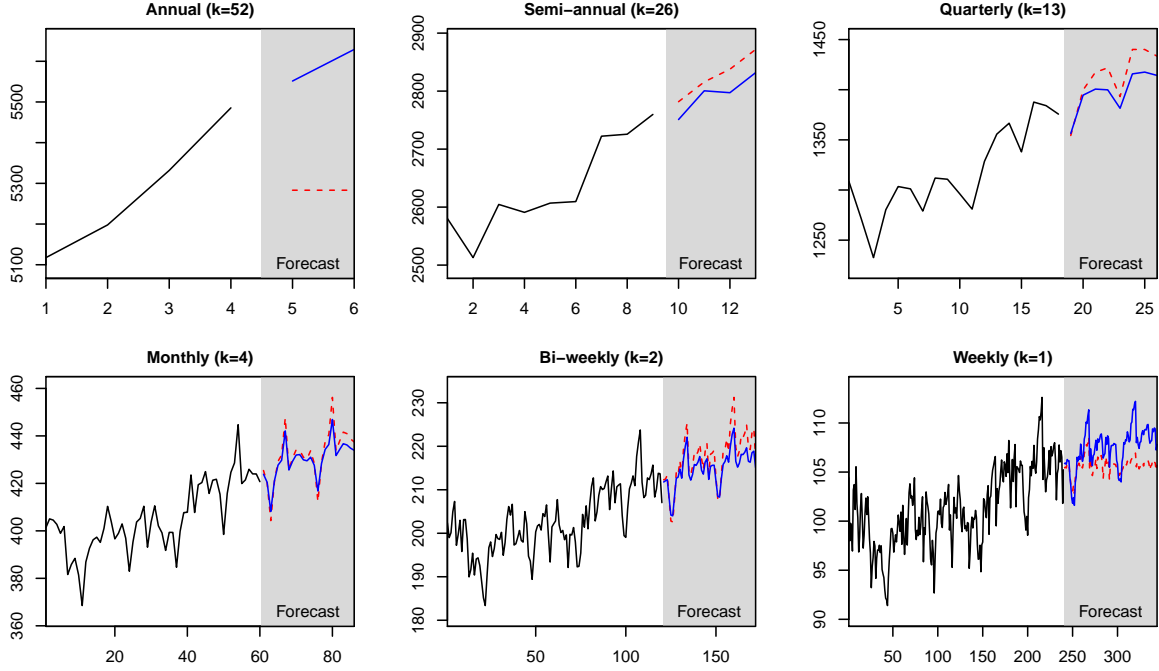 Annual (k=52)
5100 5300 5500
Forecast
1 2 3 4 5 6
Semi−annual (k=26)
2500 2600 2700 2800 2900
Forecast
2 4 6 8 10 12
Quarterly (k=13)
1250 1350 1450
Forecast
5 10 15 20 25
Monthly (k=4)
360 380 400 420 440 460
Forecast
20 40 60 80
Bi−weekly (k=2)
180 190 200 210 220 230
Forecast
50 100 150
Weekly (k=1)
90 95 100 105 110
Forecast
0 50 100 150 200 250 300